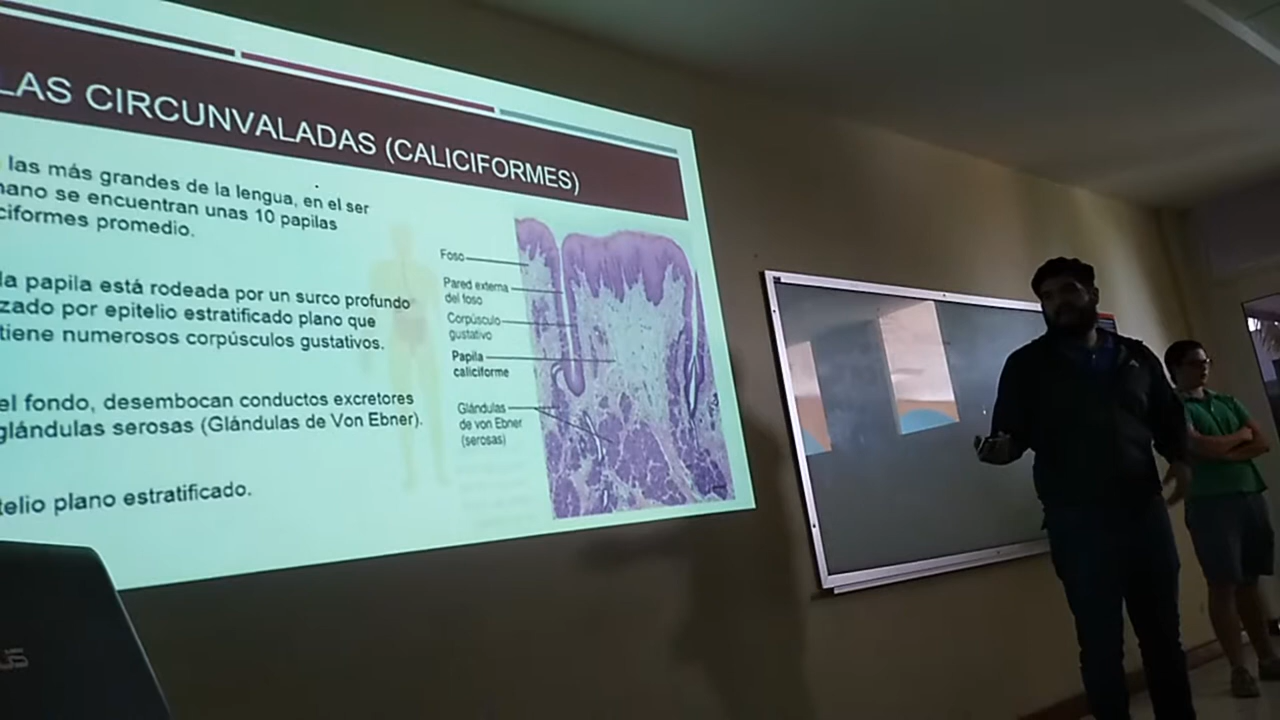 LAS CIRCUNVALADAS (CALICIFORMES)
las más grandes de la lengua, en el ser
mano se encuentran unas 10 papilas
ciformes promedio.
la papila está rodeada por un surco profundo
zado por epitelio estratificado plano que
tiene numerosos corpúsculos gustativos.
el fondo, desembocan conductos excretores
glándulas serosas (Glándulas de Von Ebner).
telio plano estratificado.
Foso
Pared externa
del foso
Corpúsculo
gustativo
Papila
caliciforme
Glándulas
de von Ebner
(serosas)
US